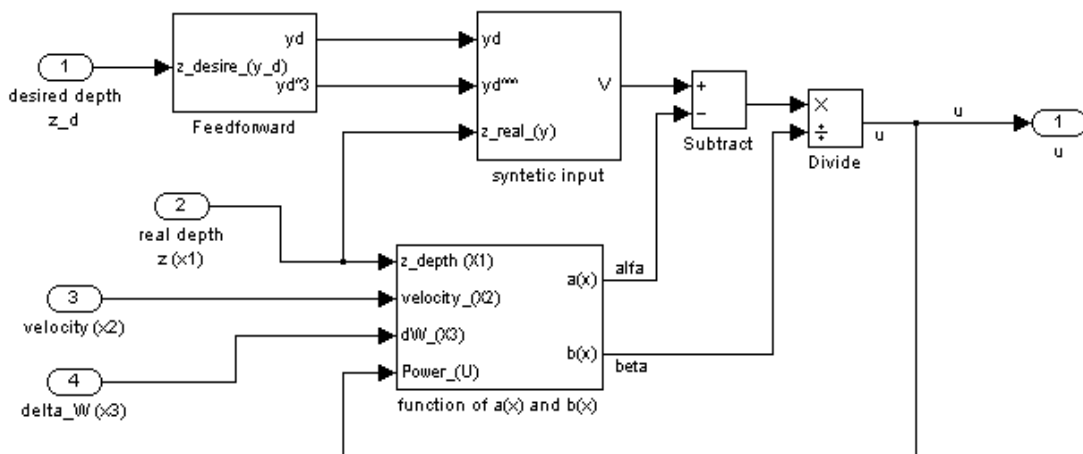 1
desired depth
z_d
z_desire_(y_d)
yd
yd^3
Feedforward
yd
yd^^^
z_real_(y)
V
syntetic input
+
−
Subtract
×
÷
Divide
u
u
1
u
2
real depth
z (x1)
3
velocity (x2)
4
delta_W (x3)
z_depth (X1)
velocity_(X2)
dW_(X3)
Power_(U)
a(x)
b(x)
function of a(x) and b(x)
alfa
beta